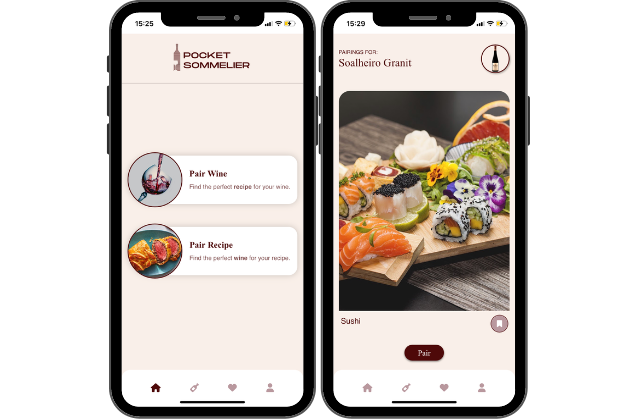 15:25
POCKET
SOMMELIER
Pair Wine
Find the perfect recipe for your wine.
Pair Recipe
Find the perfect wine for your recipe.
15:29
PAIRINGS FOR:
Soalheiro Granit
Sushi
Pair